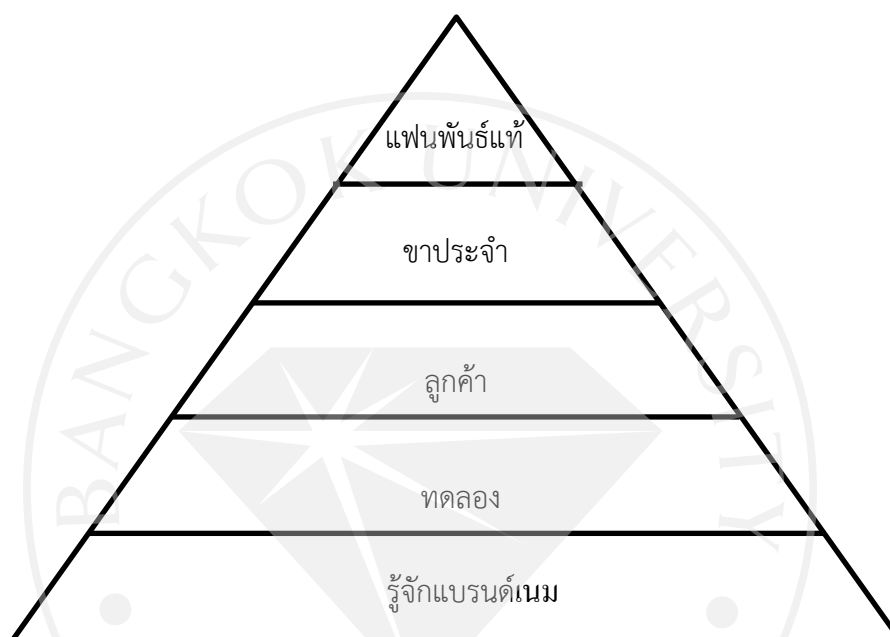 แฟนพันธ์แท้
BANGKOK UNIVERSITY
ขาประจำ
ลูกค้า
ทดลอง
รู้จักแบรนด์เนม